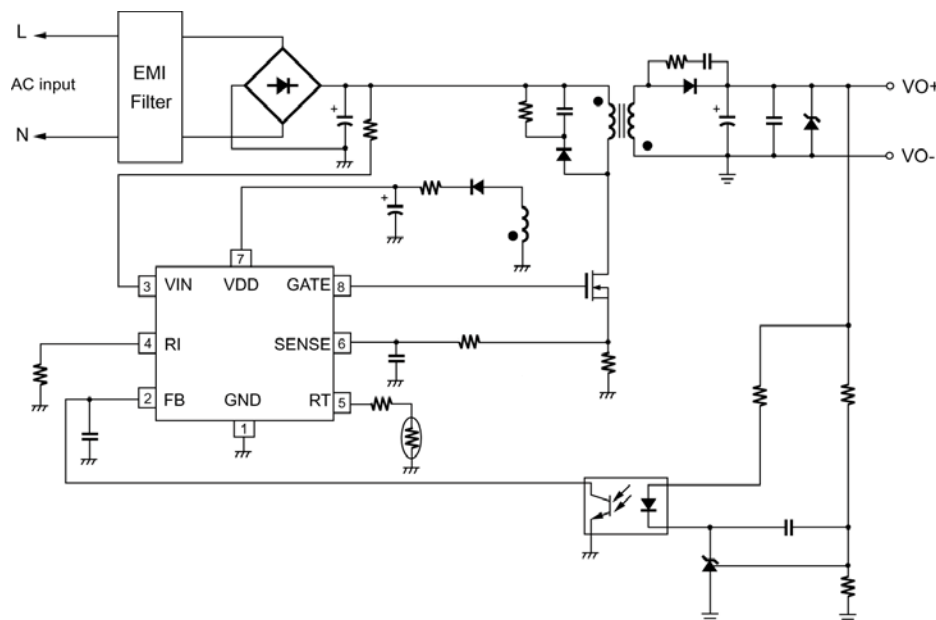 L
AC input
N
EMI
Filter
+
+
VO+
VO-
+
7
3 VIN VDD GATE 8
4 RI SENSE 6
2 FB GND RT 5
1